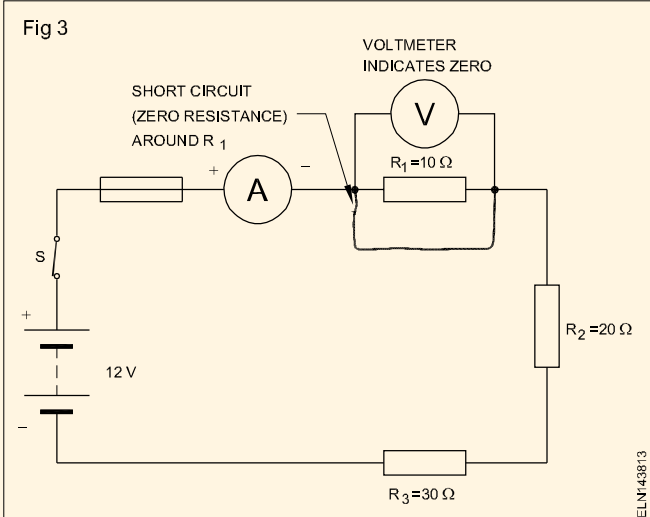 Fig 3
VOLTMETER
INDICATES ZERO
SHORT CIRCUIT
(ZERO RESISTANCE)
AROUND R 1
V
R1=10 Ω
+
A
–
S
+
12 V
–
R2=20 Ω
R3=30 Ω
ELN143813